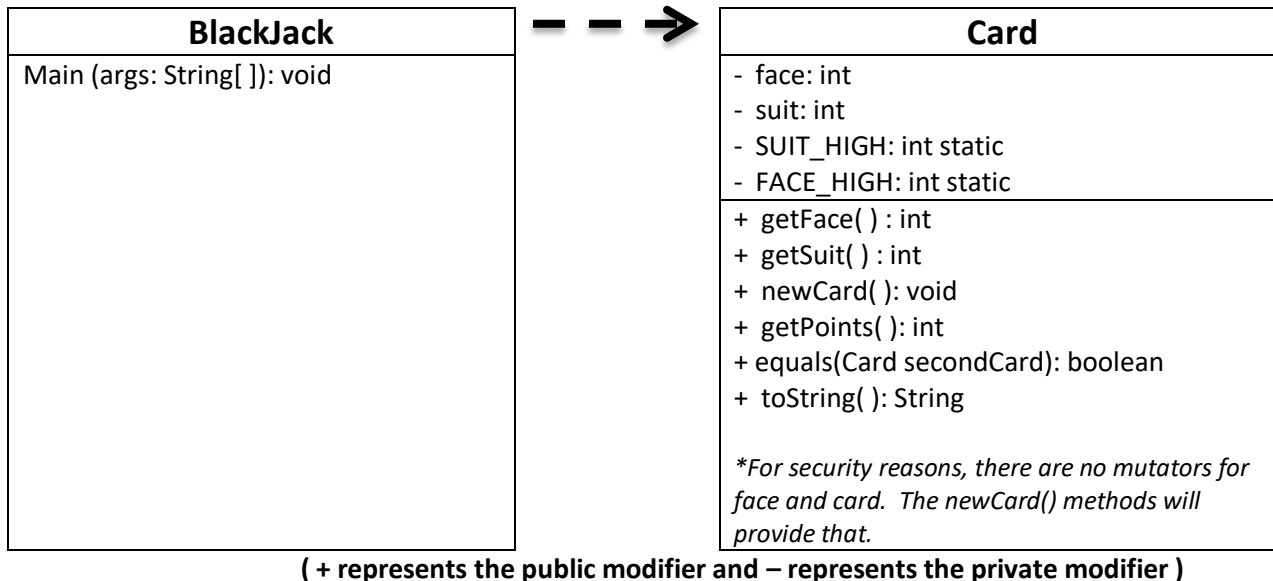 BlackJack
Main (args: String[ ]): void
Card
- face: int
- suit: int
- SUIT_HIGH: int static
- FACE_HIGH: int static
+ getFace( ) : int
+ getSuit( ) : int
+ newCard( ): void
+ getPoints( ): int
+ equals(Card secondCard): boolean
+ toString( ): String
*For security reasons, there are no mutators for
face and card. The newCard() methods will
provide that.
( + represents the public modifier and – represents the private modifier )